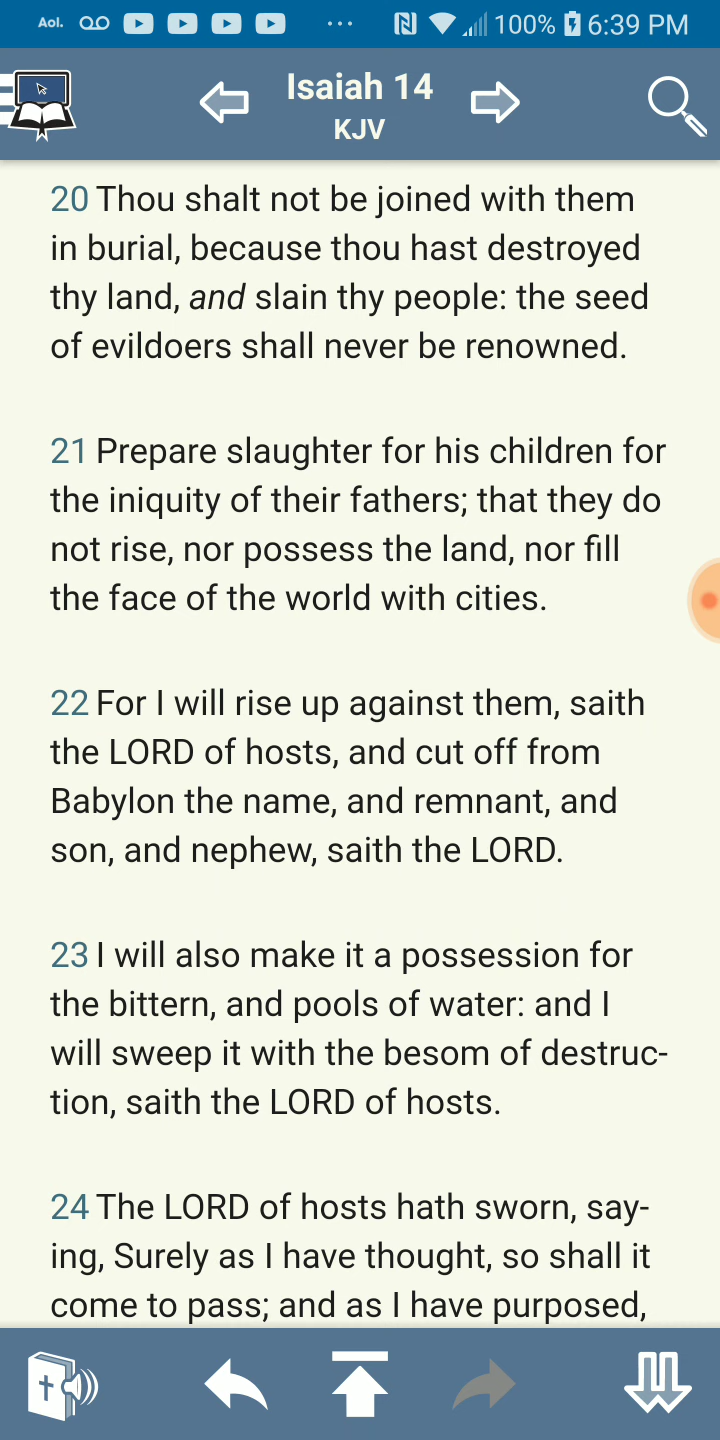 Aol. 100% 6:39 PM
Isaiah 14
KJV
20 Thou shalt not be joined with them
in burial, because thou hast destroyed
thy land, and slain thy people: the seed
of evildoers shall never be renowned.
21 Prepare slaughter for his children for
the iniquity of their fathers; that they do
not rise, nor possess the land, nor fill
the face of the world with cities.
22 For I will rise up against them, saith
the LORD of hosts, and cut off from
Babylon the name, and remnant, and
son, and nephew, saith the LORD.
23 I will also make it a possession for
the bittern, and pools of water: and I
will sweep it with the besom of destruc-
tion, saith the LORD of hosts.
24 The LORD of hosts hath sworn, say-
ing, Surely as I have thought, so shall it
come to pass; and as I have purposed,